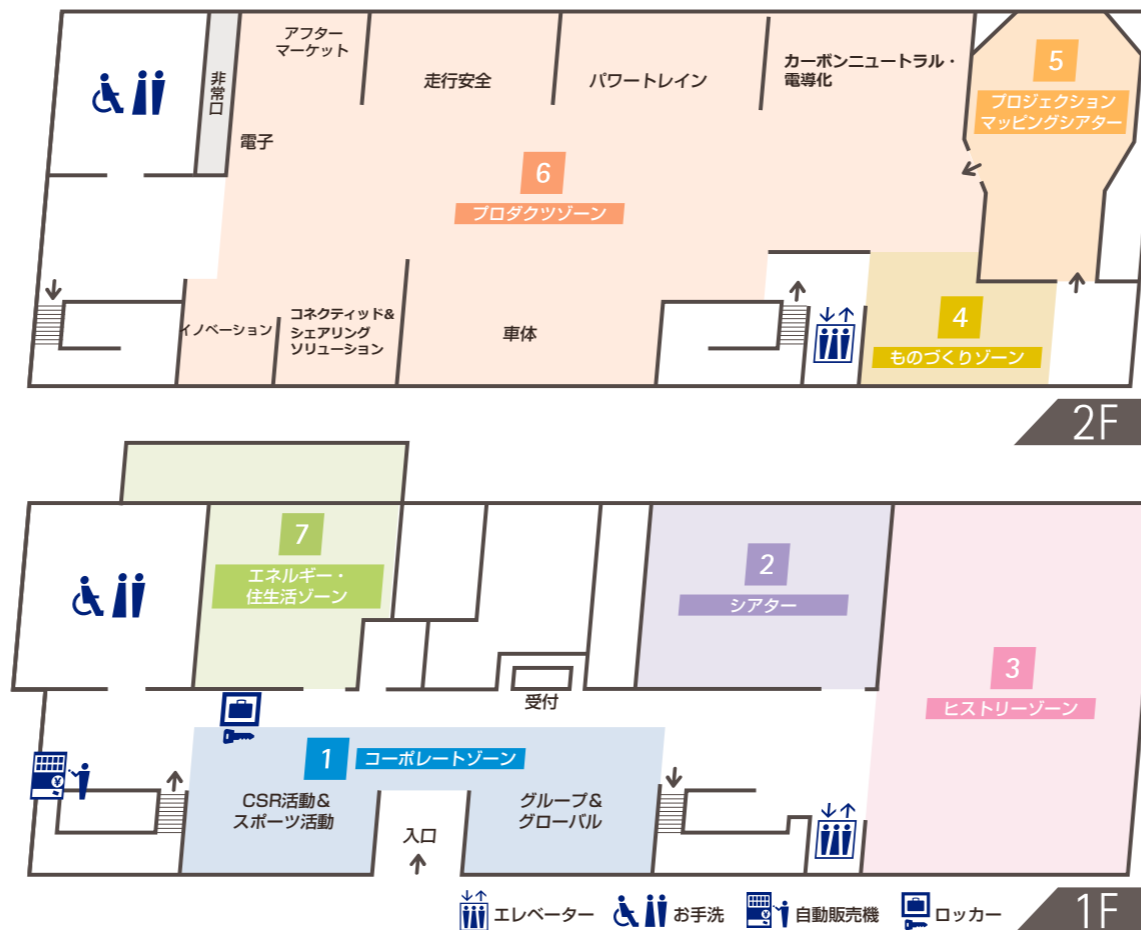 アフター
マーケット
走行安全
パワートレイン
カーボンニュートラル・
電導化
5
プロジェクション
マッピングシアター
非常口
電子
6
プロダクツゾーン
イノベーション
コネクティッド&
シェアリング
ソリューション
車体
4
ものづくりゾーン
2F
7
エネルギー・
住生活ゾーン
2
シアター
3
ヒストリーゾーン
受付
1
コーポレートゾーン
¥
CSR活動&
スポーツ活動
グループ&
グローバル
入口
エレベーター
お手洗
¥
自動販売機
ロッカー
1F